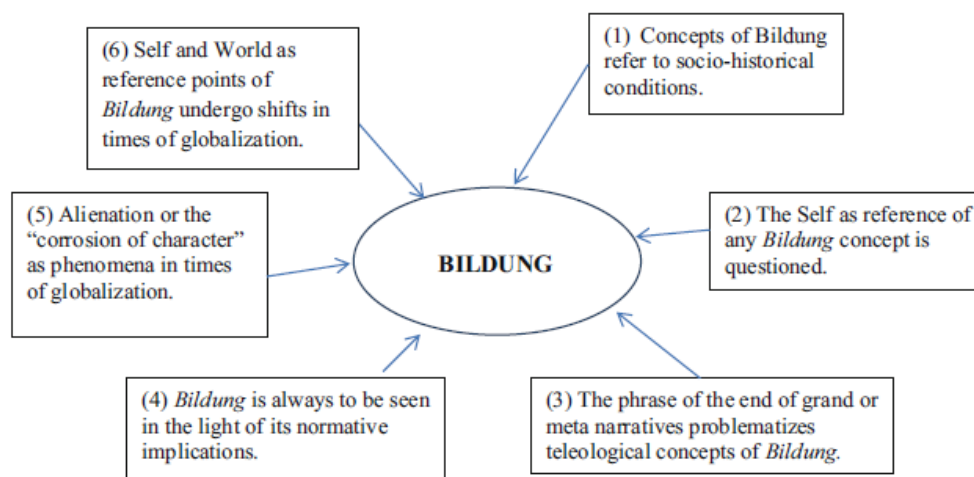 (1) Concepts of Bildung
refer to socio-historical
conditions.
(2) The Self as reference of
any Bildung concept is
questioned.
(3) The phrase of the end of grand or
meta narratives problematizes
teleological concepts of Bildung.
(4) Bildung is always to be seen
in the light of its normative
implications.
(5) Alienation or the
“corrosion of character”
as phenomena in times
of globalization.
(6) Self and World as
reference points of
Bildung undergo shifts in
times of globalization.
BILDUNG